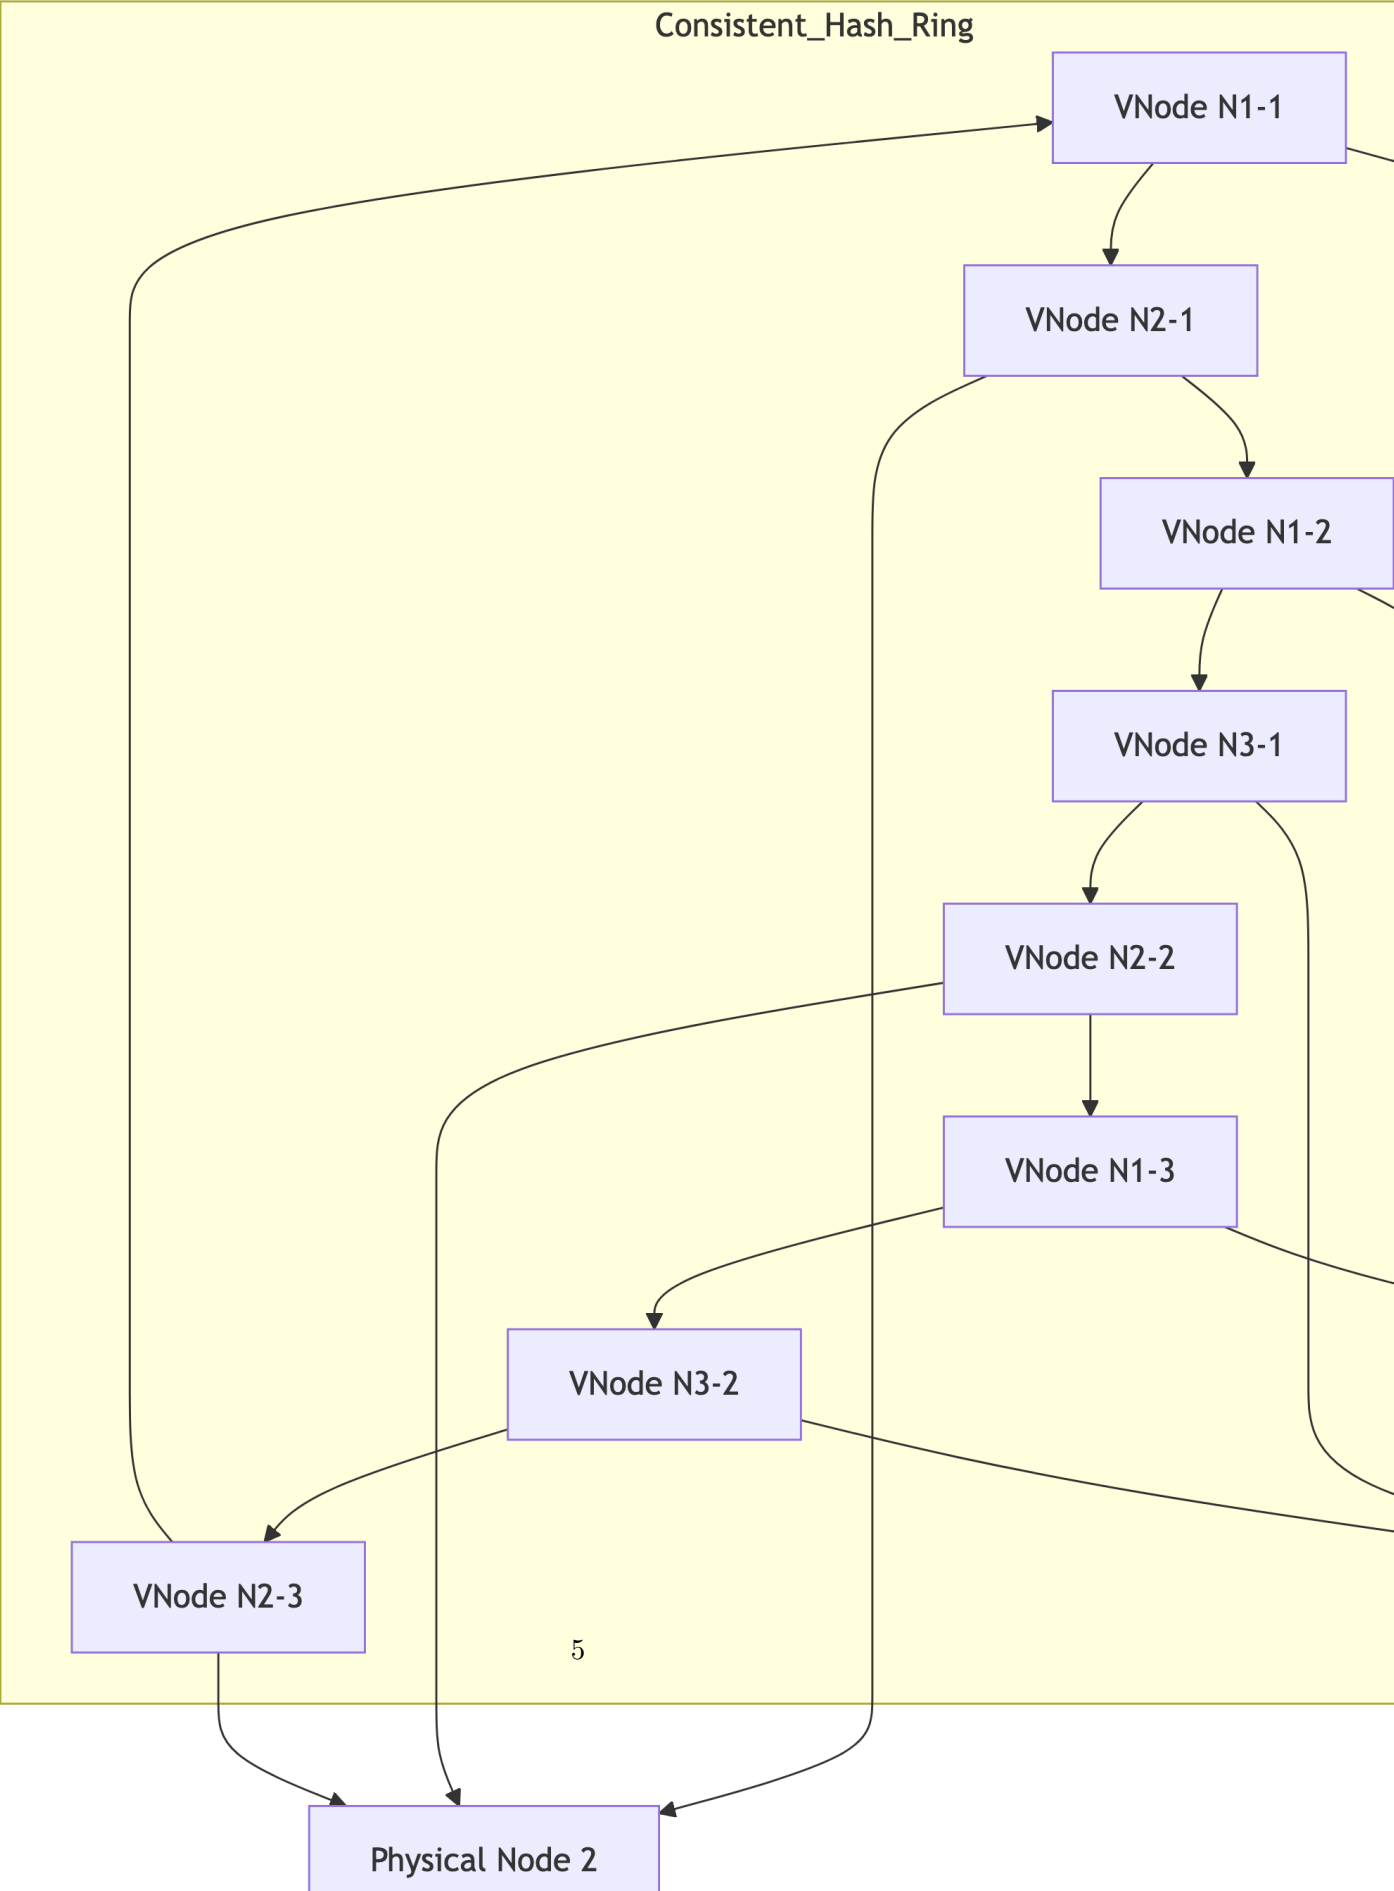 Consistent_Hash_Ring
VNode N1-1
VNode N2-1
VNode N1-2
VNode N3-1
VNode N2-2
VNode N1-3
VNode N3-2
VNode N2-3
5
Physical Node 2